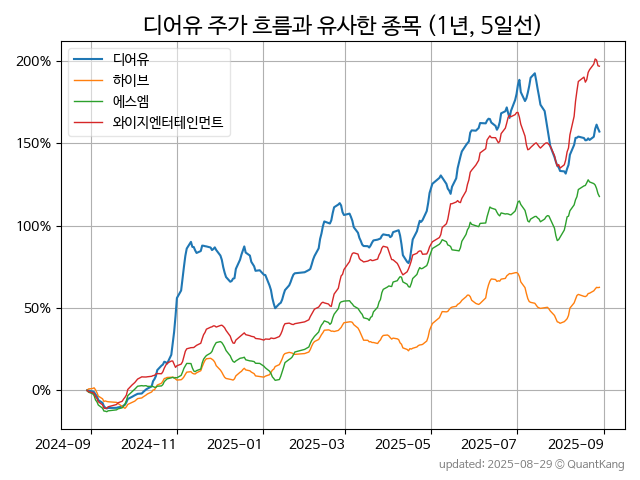 디어유 주가 흐름과 유사한 종목 (1년, 5일선)
디어유
하이브
에스엠
와이지엔터테인먼트
200%
150%
100%
50%
0%
2024-09
2024-11
2025-01
2025-03
2025-05
2025-07
2025-09
updated: 2025-08-29 © QuantKang